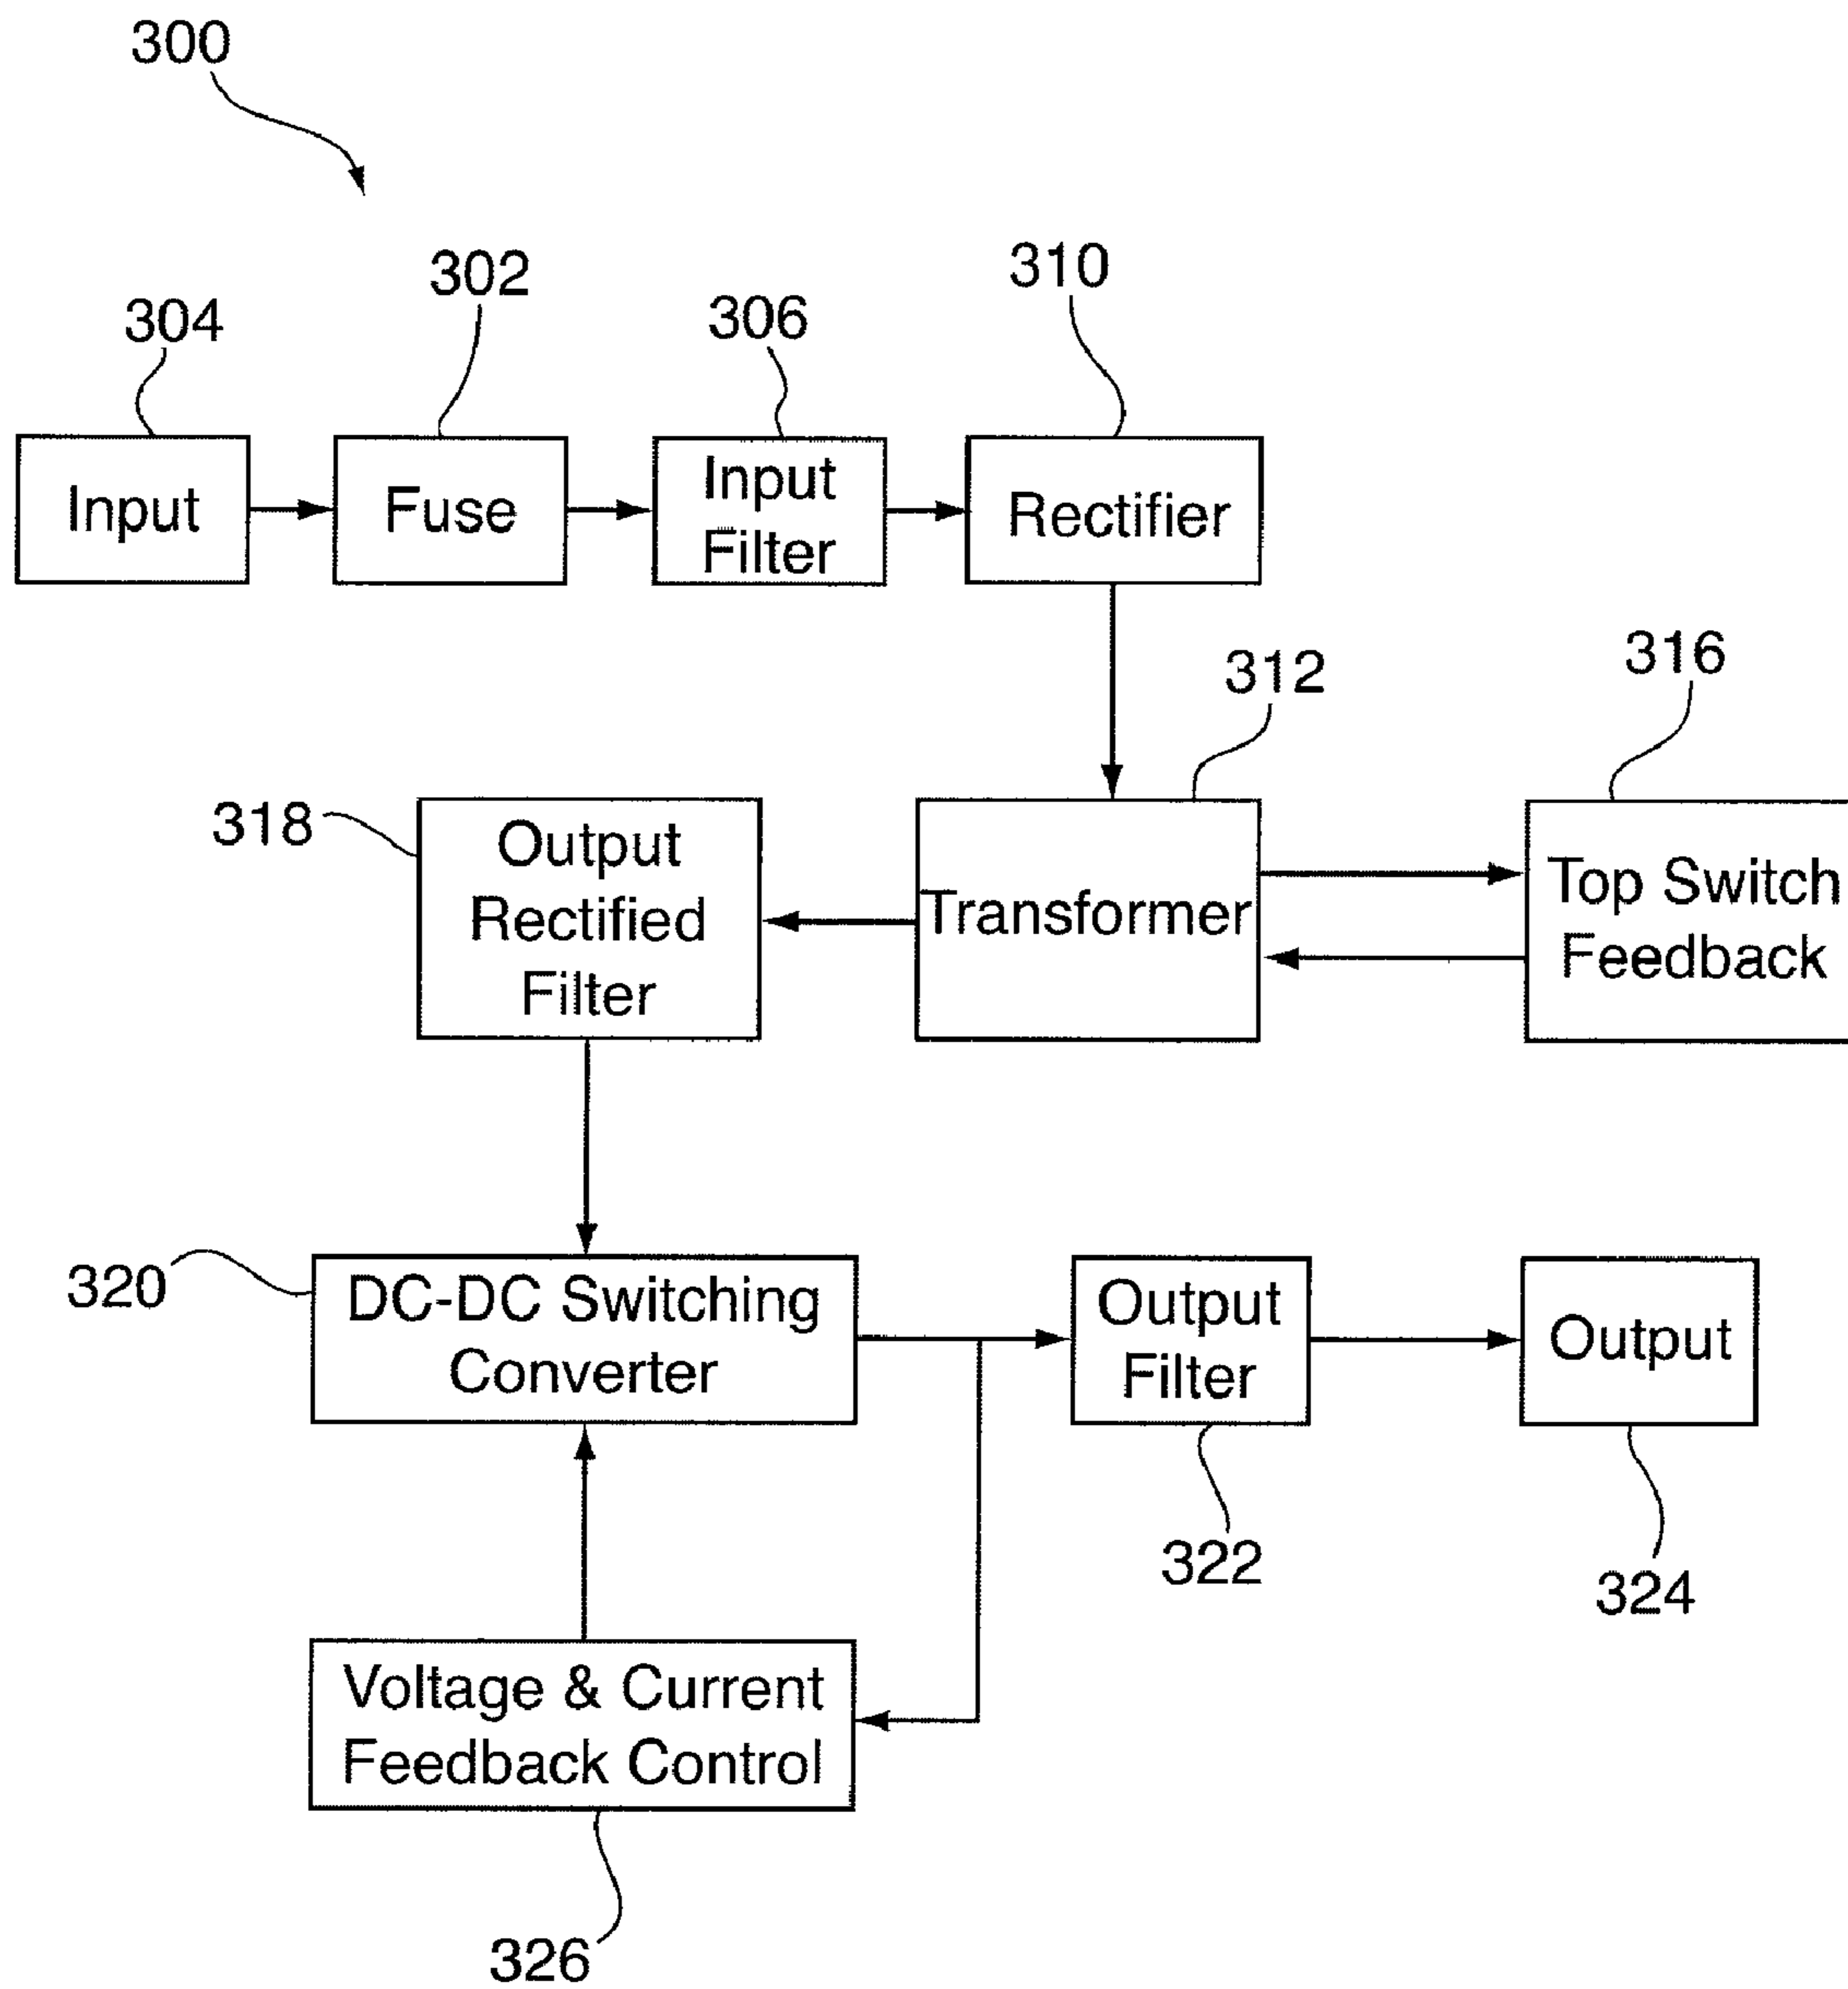 300
302
310
304
306
Input
Fuse
Input
Filter
Rectifier
312
316
318
Output
Rectified
Filter
Transformer
Top Switch
Feedback
320
DC-DC Switching
Converter
Output
Filter
Output
322
324
Voltage & Current
Feedback Control
326